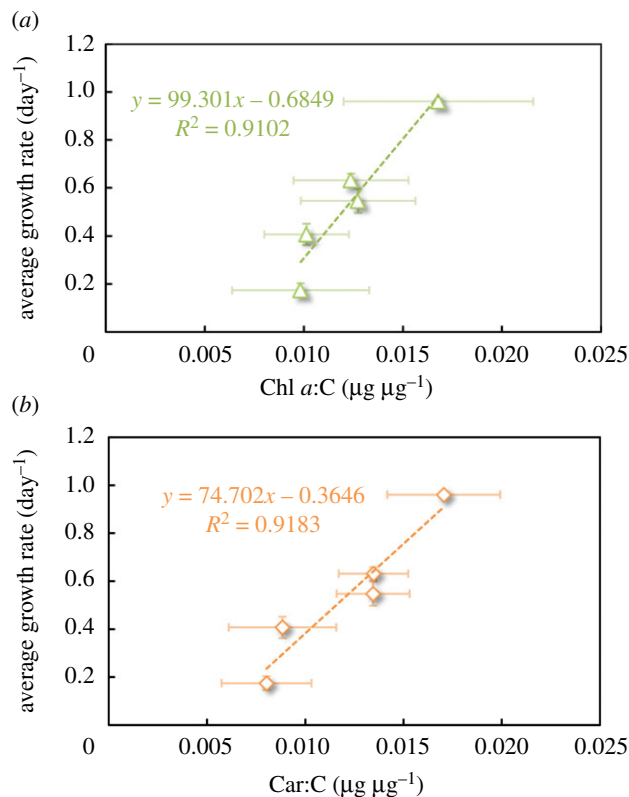 (a)
1.2
1.0
0.8
0.6
0.4
0.2
average growth rate (day⁻¹)
y = 99.301x – 0.6849
R² = 0.9102
0
0.005
0.010
0.015
0.020
0.025
Chl a:C (µg µg⁻¹)
(b)
1.2
1.0
0.8
0.6
0.4
0.2
average growth rate (day⁻¹)
y = 74.702x – 0.3646
R² = 0.9183
0
0.005
0.010
0.015
0.020
0.025
Car:C (µg µg⁻¹)